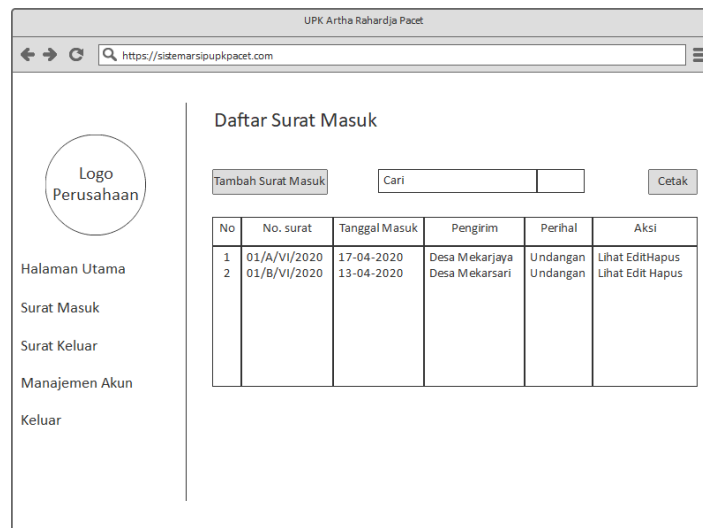 UPK Artha Rahardja Pacet
https://sistemarsipupkpacet.com
Logo
Perusahaan
Halaman Utama
Surat Masuk
Surat Keluar
Manajemen Akun
Keluar
Daftar Surat Masuk
Tambah Surat Masuk Cari Cetak
No No. surat Tanggal Masuk Pengirim Perihal Aksi
1 01/A/VI/2020 17-04-2020 Desa Mekarjaya Undangan Lihat EditHapus
2 01/B/VI/2020 13-04-2020 Desa Mekarsari Undangan Lihat Edit Hapus